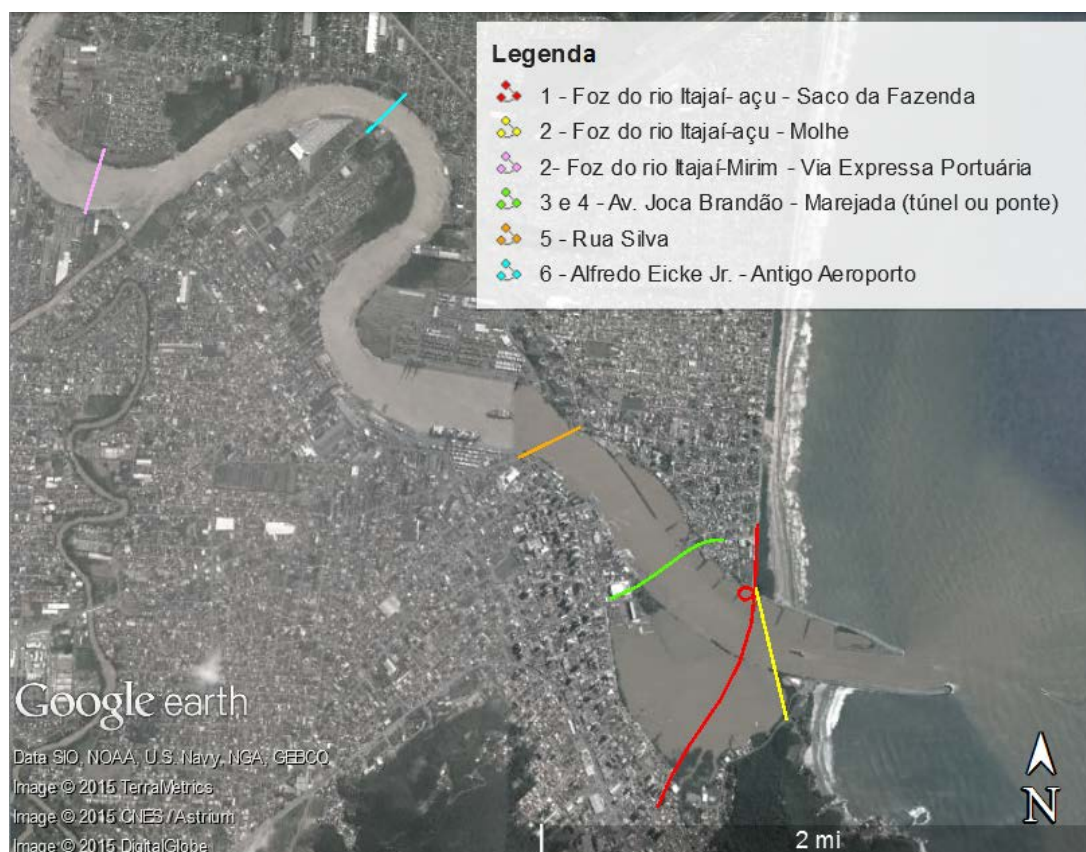 Legenda
1 - Foz do rio Itajaí- açu - Saco da Fazenda
2 - Foz do rio Itajaí-açu - Molhe
2- Foz do rio Itajaí-Mirim - Via Expressa Portuária
3 e 4 - Av. Joca Brandão - Marejada (túnel ou ponte)
5 - Rua Silva
6 - Alfredo Eicke Jr. - Antigo Aeroporto
Google earth
Data SIO, NOAA, U.S. Navy, NGA, GEBCO
Image © 2015 TerraMetrics
Image © 2015 CNES / Astrium
Image © 2015 DigitalGlobe
N
2 mi